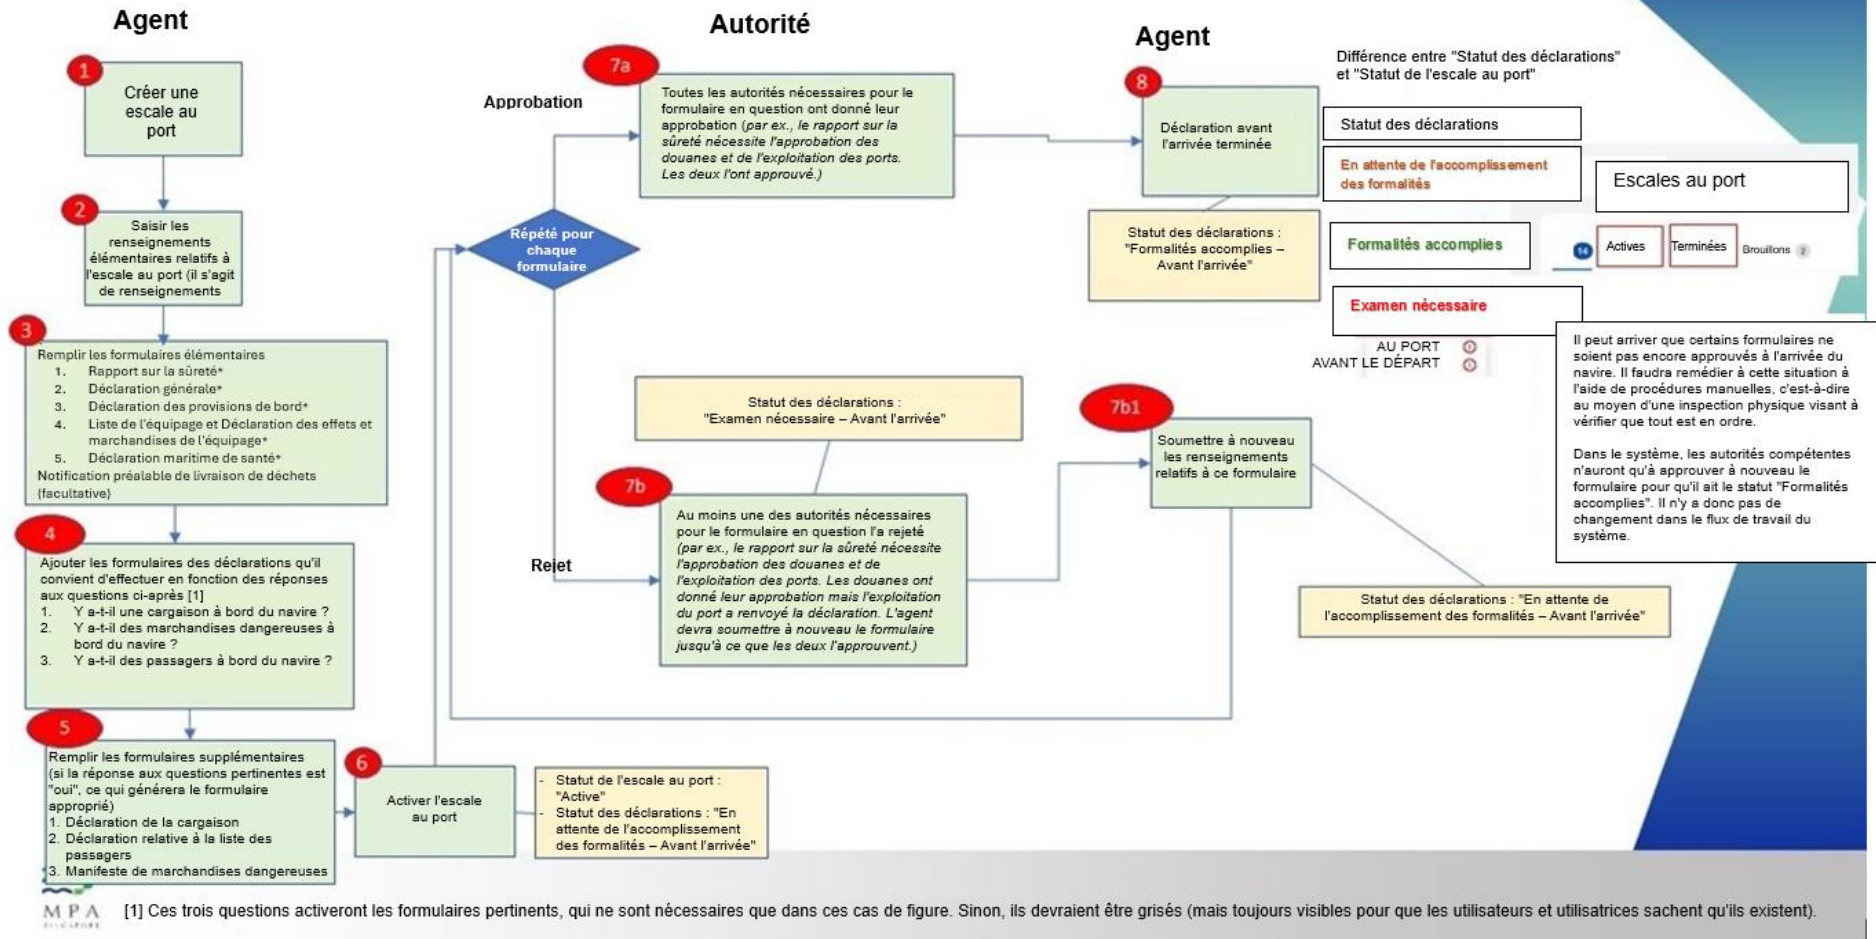 Agent
1
Créer une
escale au
port
2
Saisir les
renseignements
élémentaires relatifs à
l'escale au port (il s'agit
de renseignements
3
Remplir les formulaires élémentaires
1. Rapport sur la sûreté*
2. Déclaration générale*
3. Déclaration des provisions de bord*
4. Liste de l'équipage et Déclaration des effets et
marchandises de l'équipage*
5. Déclaration maritime de santé*
Notification préalable de livraison de déchets
(facultative)
4
Ajouter les formulaires des déclarations qu'il
convient d'effectuer en fonction des réponses
aux questions ci-après [1]
1. Y a-t-il une cargaison à bord du navire ?
2. Y a-t-il des marchandises dangereuses à
bord du navire ?
3. Y a-t-il des passagers à bord du navire ?
5
Remplir les formulaires supplémentaires
(si la réponse aux questions pertinentes est
"oui", ce qui générera le formulaire
approprié)
1. Déclaration de la cargaison
2. Déclaration relative à la liste des
passagers
3. Manifeste de marchandises dangereuses
6
Activer l'escale
au port
- Statut de l'escale au port :
"Active"
- Statut des déclarations : "En
attente de l'accomplissement
des formalités – Avant l'arrivée"
Autorité
Répété pour
chaque
formulaire
Approbation
7a
Toutes les autorités nécessaires pour le
formulaire en question ont donné leur
approbation (par ex., le rapport sur la
sûreté nécessite l'approbation des
douanes et de l'exploitation des ports.
Les deux l'ont approuvé.)
Rejet
Statut des déclarations :
"Examen nécessaire – Avant l'arrivée"
7b
Au moins une des autorités nécessaires
pour le formulaire en question l'a rejeté
(par ex., le rapport sur la sûreté nécessite
l'approbation des douanes et de
l'exploitation des ports. Les douanes ont
donné leur approbation mais l'exploitation
du port a renvoyé la déclaration. L'agent
devra soumettre à nouveau le formulaire
jusqu'à ce que les deux l'approuvent.)
Agent
8
Déclaration avant
l'arrivée terminée
Statut des déclarations :
"Formalités accomplies –
Avant l'arrivée"
7b1
Soumettre à nouveau
les renseignements
relatifs à ce formulaire
Statut des déclarations : "En attente de
l'accomplissement des formalités – Avant l'arrivée"
Différence entre "Statut des déclarations"
et "Statut de l'escale au port"
Statut des déclarations
En attente de l'accomplissement
des formalités
Formalités accomplies
Examen nécessaire
AU PORT
AVANT LE DÉPART
Escales au port
14 Actives Terminées Brouillons 2
Il peut arriver que certains formulaires ne
soient pas encore approuvés à l'arrivée du
navire. Il faudra remédier à cette situation à
l'aide de procédures manuelles, c'est-à-dire
au moyen d'une inspection physique visant à
vérifier que tout est en ordre.
Dans le système, les autorités compétentes
n'auront qu'à approuver à nouveau le
formulaire pour qu'il ait le statut "Formalités
accomplies". Il n'y a donc pas de
changement dans le flux de travail du
système.
MPA
SINGAPORE
[1] Ces trois questions activeront les formulaires pertinents, qui ne sont nécessaires que dans ces cas de figure. Sinon, ils devraient être grisés (mais toujours visibles pour que les utilisateurs et utilisatrices sachent qu'ils existent).